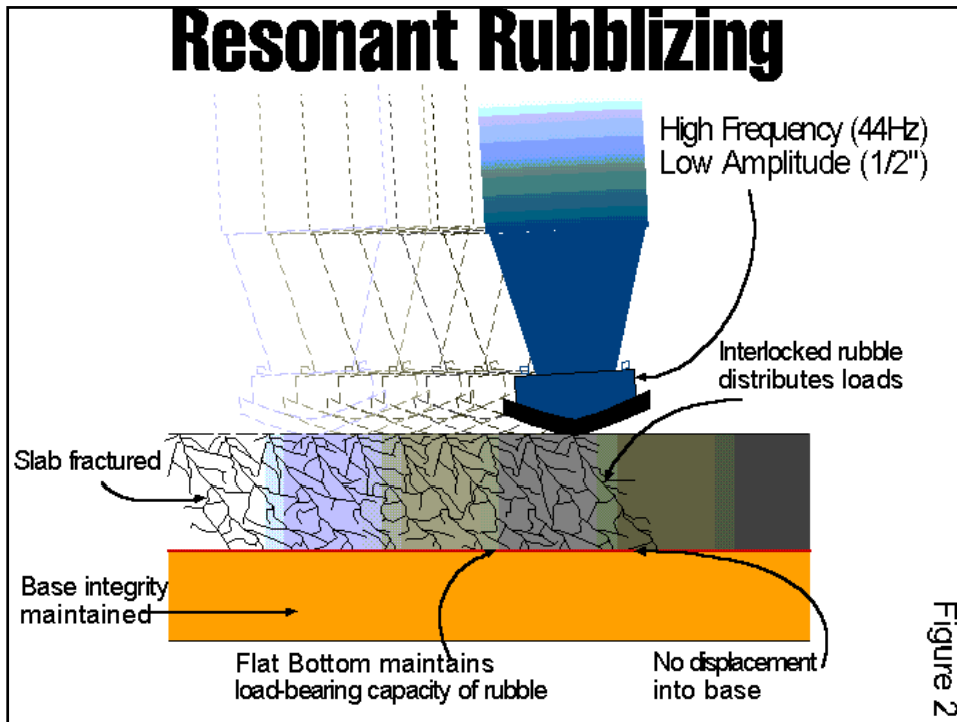 Resonant Rubblizing
High Frequency (44Hz)
Low Amplitude (1/2")
Interlocked rubble
distributes loads
Slab fractured
Base integrity
maintained
Flat Bottom maintains
load-bearing capacity of rubble
No displacement
into base
Figure 2